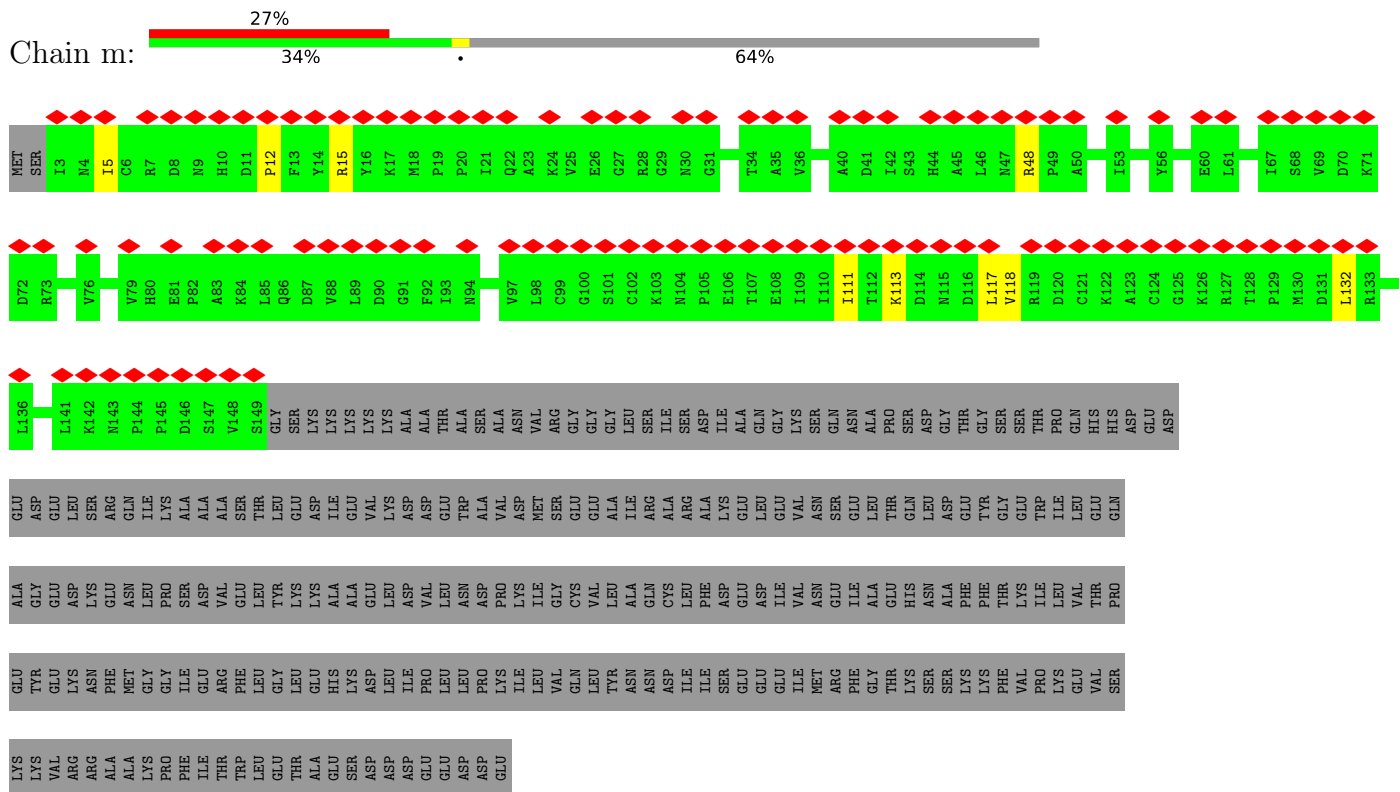 27%
Chain m:
34% • 64%
MET SER I3 N4 I5 C6 R7 D8 N9 H10 D11 P12 F13 Y14 R15 Y16 K17 M18 P19 P20 I21 Q22 A23 K24 V25 E26 G27 R28 G29 N30 G31 T34 A35 V36 A40 D41 I42 S43 H44 A45 L46 N47 R48 P49 A50 I53 Y56 E60 L61 I67 S68 V69 D70 K71
D72 R73 V76 V79 H80 E81 P82 A83 K84 L85 Q86 D87 V88 L89 D90 G91 F92 I93 N94 V97 L98 C99 G100 S101 C102 K103 N104 P105 E106 T107 E108 I109 I110 I111 T112 K113 D114 N115 D116 L117 V118 R119 D120 C121 K122 A123 C124 G125 K126 R127 T128 P129 M130 D131 L132 R133
L136 L141 K142 N143 P144 P145 D146 S147 V148 S149 GLY SER LYS LYS LYS LYS ALA ALA THR ALA SER ALA ASN VAL ARG GLY GLY GLY LEU SER ILE SER ASP ILE ALA GLN GLY LYS SER GLN ASN ALA PRO SER ASP GLY THR GLY SER SER THR PRO GLN HIS HIS ASP GLU ASP
GLU ASP GLU LEU SER ARG GLN ILE LYS ALA ALA ALA SER THR LEU GLU ASP ILE GLU VAL LYS ASP ASP GLU TRP ALA VAL ASP MET SER GLU GLU ALA ILE ARG ALA ARG ALA LYS GLU LEU GLU VAL ASN SER GLU LEU THR GLN LEU ASP GLU TYR GLY GLU TRP ILE LEU GLU GLN
ALA GLY GLU ASP LYS GLU ASN LEU PRO SER ASP VAL GLU LEU TYR LYS LYS ALA ALA GLU LEU ASP VAL LEU ASN ASP PRO LYS ILE GLY CYS VAL LEU ALA GLN CYS LEU PHE ASP GLU ASP ILE VAL ASN GLU ILE ALA GLU HIS ASN ALA PHE PHE THR LYS ILE LEU VAL THR PRO
GLU TYR GLU LYS ASN PHE MET GLY GLY ILE GLU ARG PHE LEU GLY LEU GLU HIS LYS ASP LEU ILE PRO LEU LEU PRO LYS ILE LEU VAL GLN LEU TYR ASN ASN ASP ILE ILE SER GLU GLU GLU ILE MET ARG PHE GLY THR LYS SER SER LYS LYS PHE VAL PRO LYS GLU VAL SER
LYS LYS VAL ARG ARG ALA ALA LYS PRO PHE ILE THR TRP LEU GLU THR ALA GLU SER ASP ASP ASP GLU GLU ASP ASP GLU